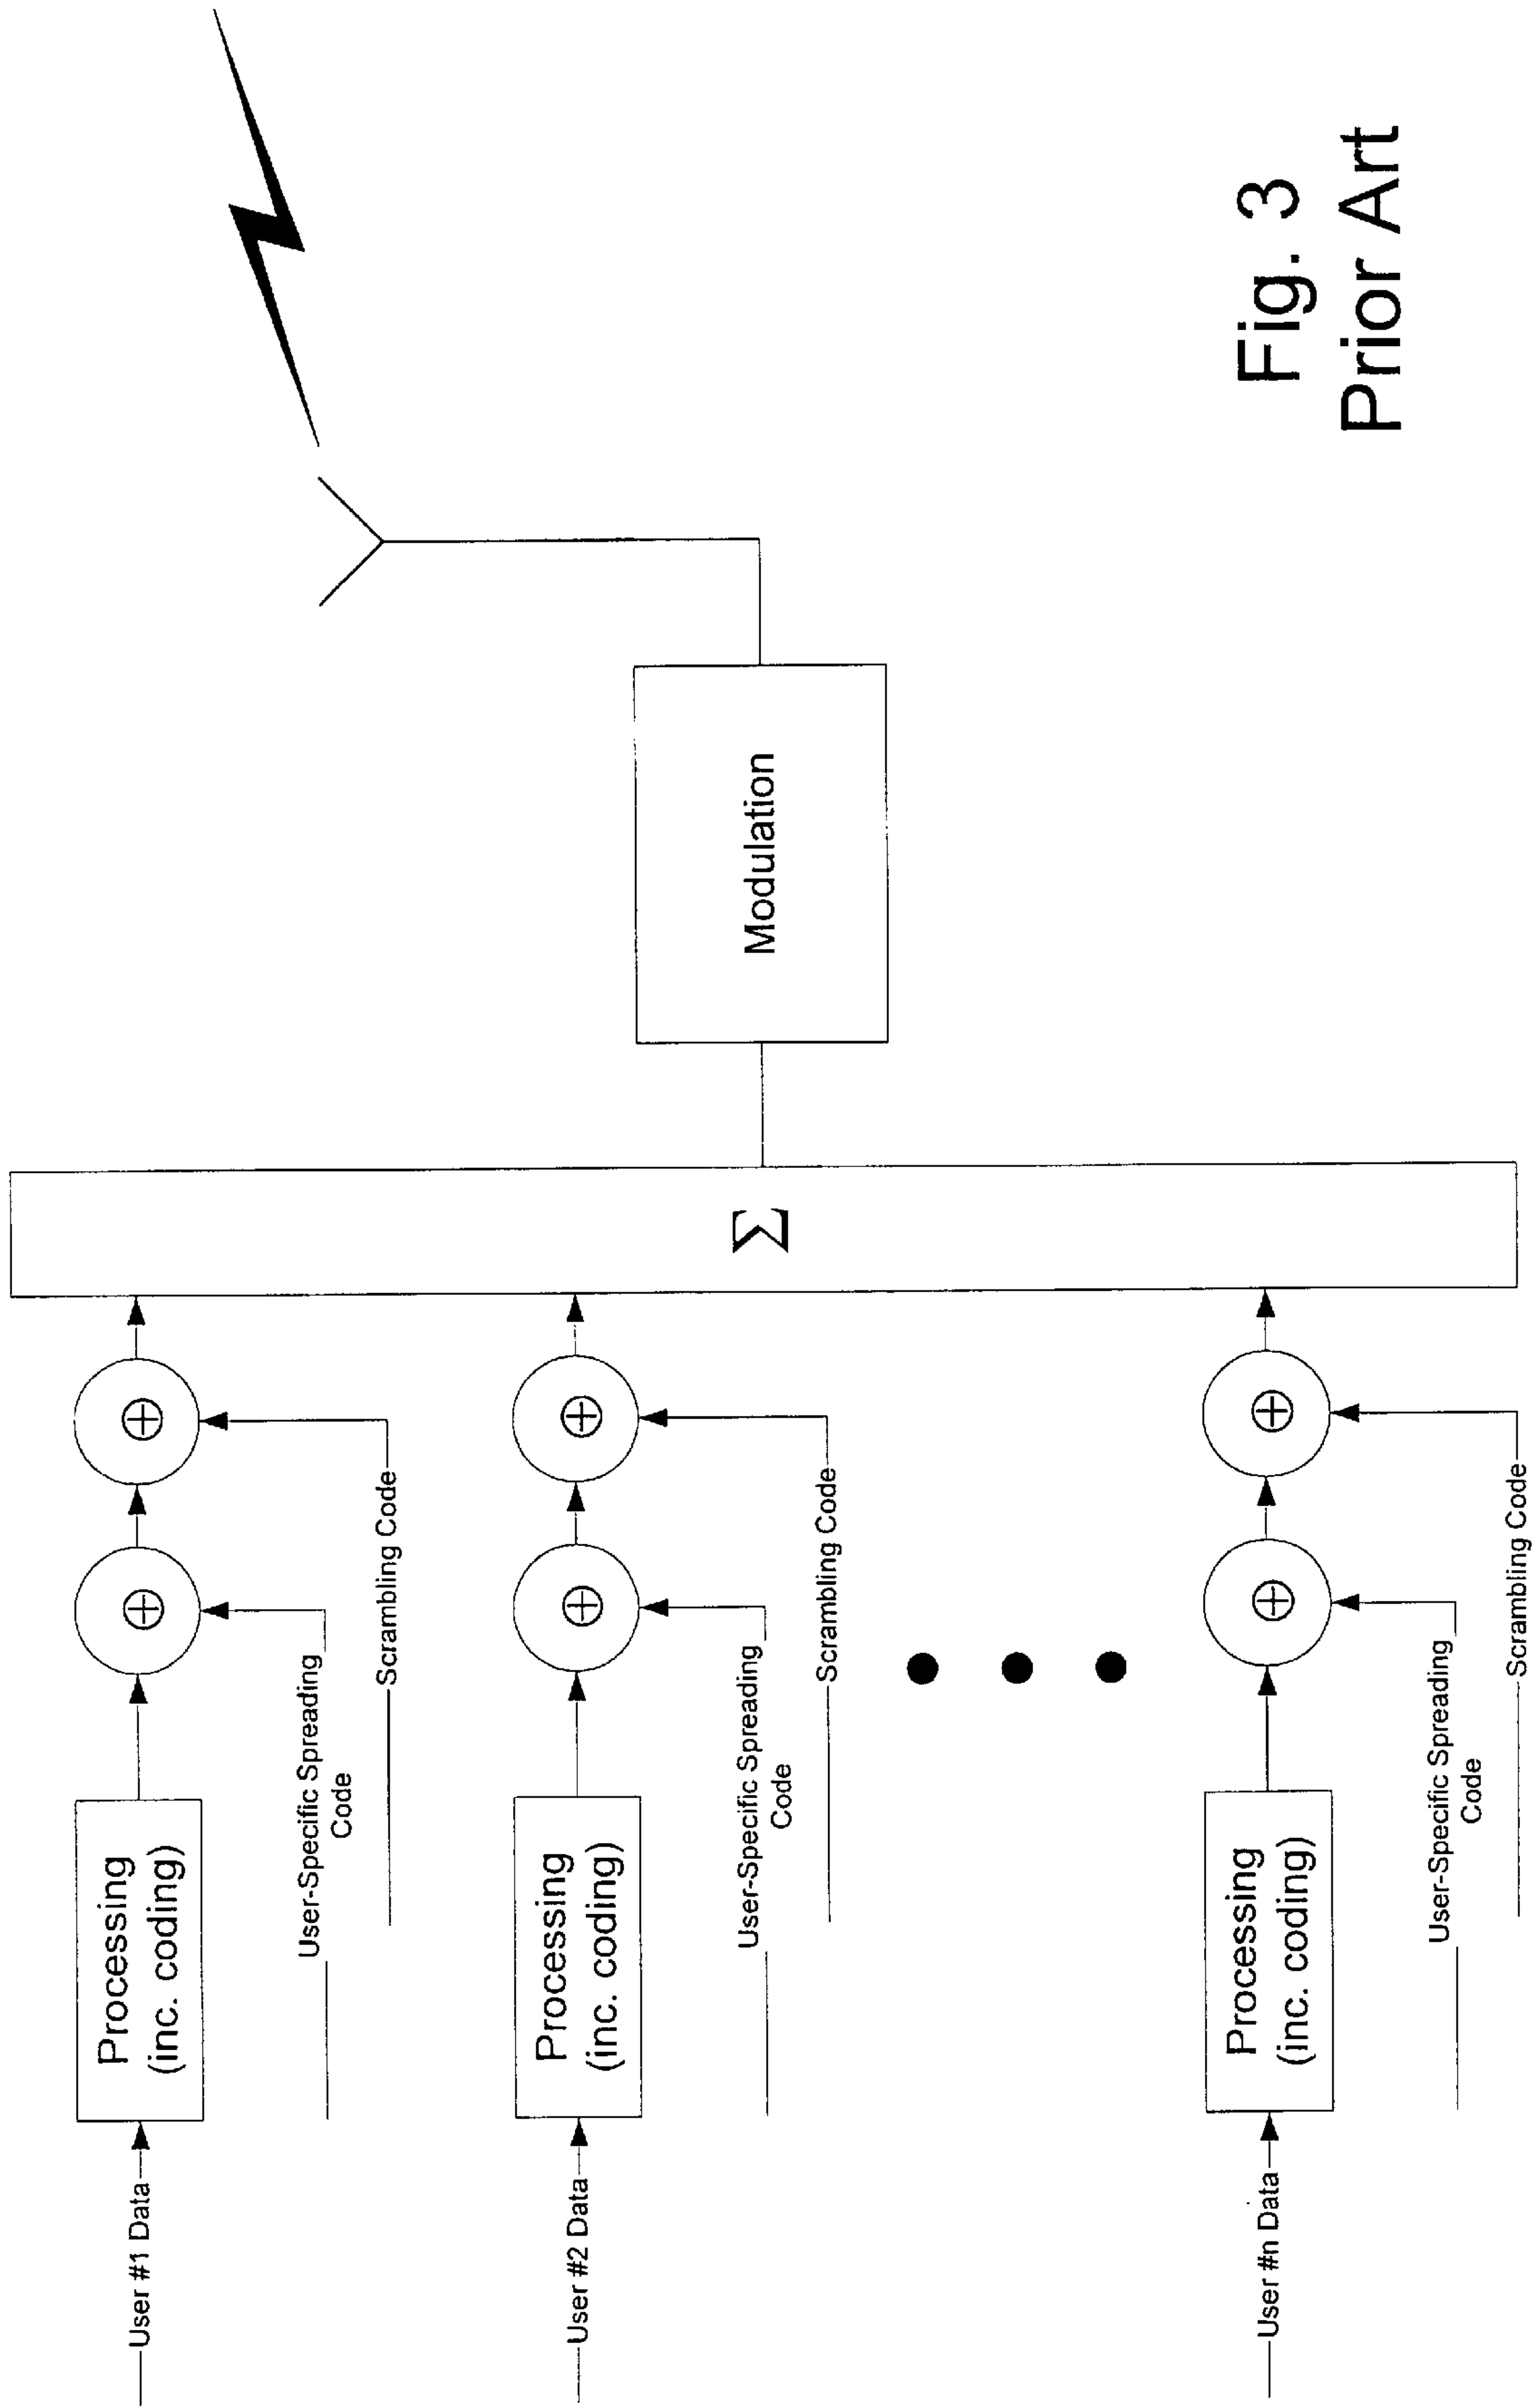 User #1 Data
Processing
(inc. coding)
User-Specific Spreading
Code
Scrambling Code
⊕
⊕
User #2 Data
Processing
(inc. coding)
User-Specific Spreading
Code
Scrambling Code
⊕
⊕
User #n Data
Processing
(inc. coding)
User-Specific Spreading
Code
Scrambling Code
⊕
⊕
Σ
Modulation
Fig. 3
Prior Art